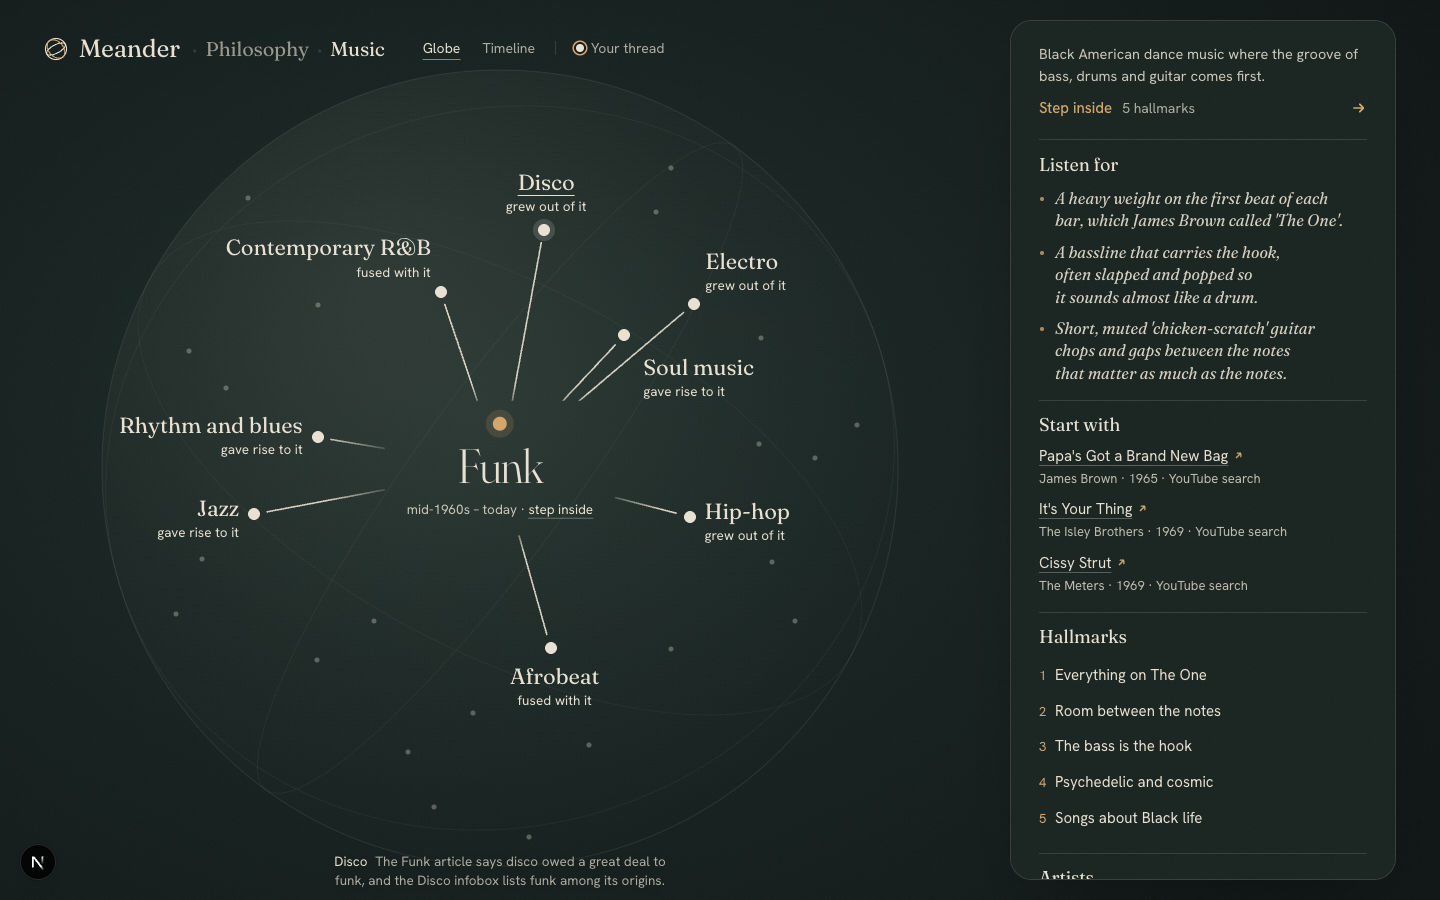 Meander · Philosophy · Music
Globe
Timeline
Your thread
Disco
grew out of it
Contemporary R&B
fused with it
Electro
grew out of it
Soul music
gave rise to it
Rhythm and blues
gave rise to it
Funk
mid-1960s – today · step inside
Jazz
gave rise to it
Hip-hop
grew out of it
Afrobeat
fused with it
Disco The Funk article says disco owed a great deal to
funk, and the Disco infobox lists funk among its origins.
N
Black American dance music where the groove of
bass, drums and guitar comes first.
Step inside 5 hallmarks →
Listen for
• A heavy weight on the first beat of each
bar, which James Brown called 'The One'.
• A bassline that carries the hook,
often slapped and popped so
it sounds almost like a drum.
• Short, muted 'chicken-scratch' guitar
chops and gaps between the notes
that matter as much as the notes.
Start with
Papa's Got a Brand New Bag ↗
James Brown · 1965 · YouTube search
It's Your Thing ↗
The Isley Brothers · 1969 · YouTube search
Cissy Strut ↗
The Meters · 1969 · YouTube search
Hallmarks
1 Everything on The One
2 Room between the notes
3 The bass is the hook
4 Psychedelic and cosmic
5 Songs about Black life
Artists